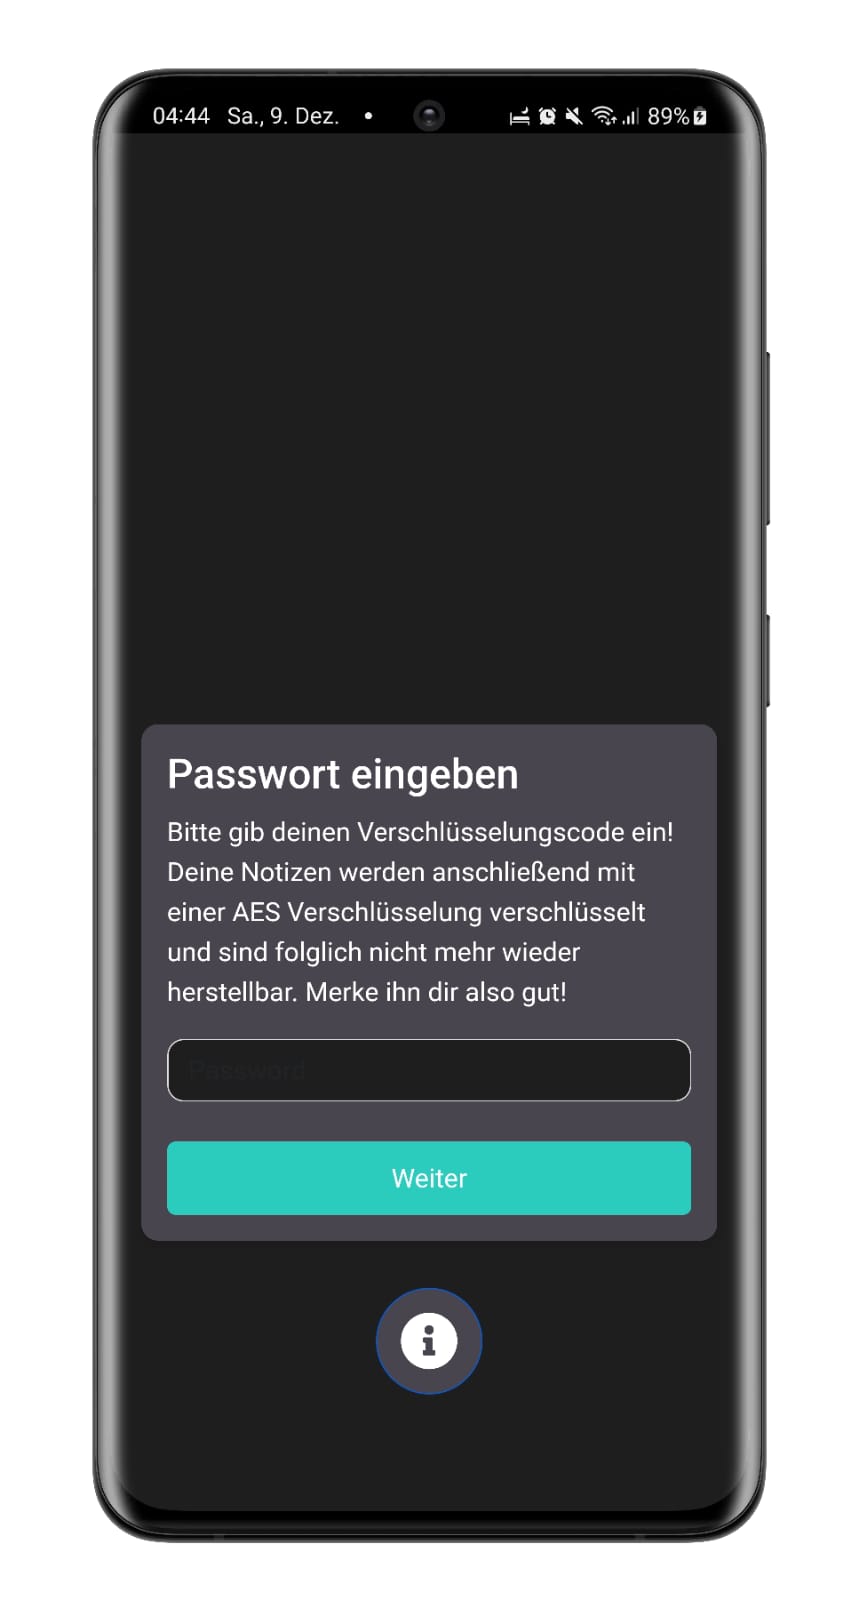 04:44 Sa., 9. Dez. • 89%
Passwort eingeben
Bitte gib deinen Verschlüsselungscode ein!
Deine Notizen werden anschließend mit
einer AES Verschlüsselung verschlüsselt
und sind folglich nicht mehr wieder
herstellbar. Merke ihn dir also gut!
Password
Weiter